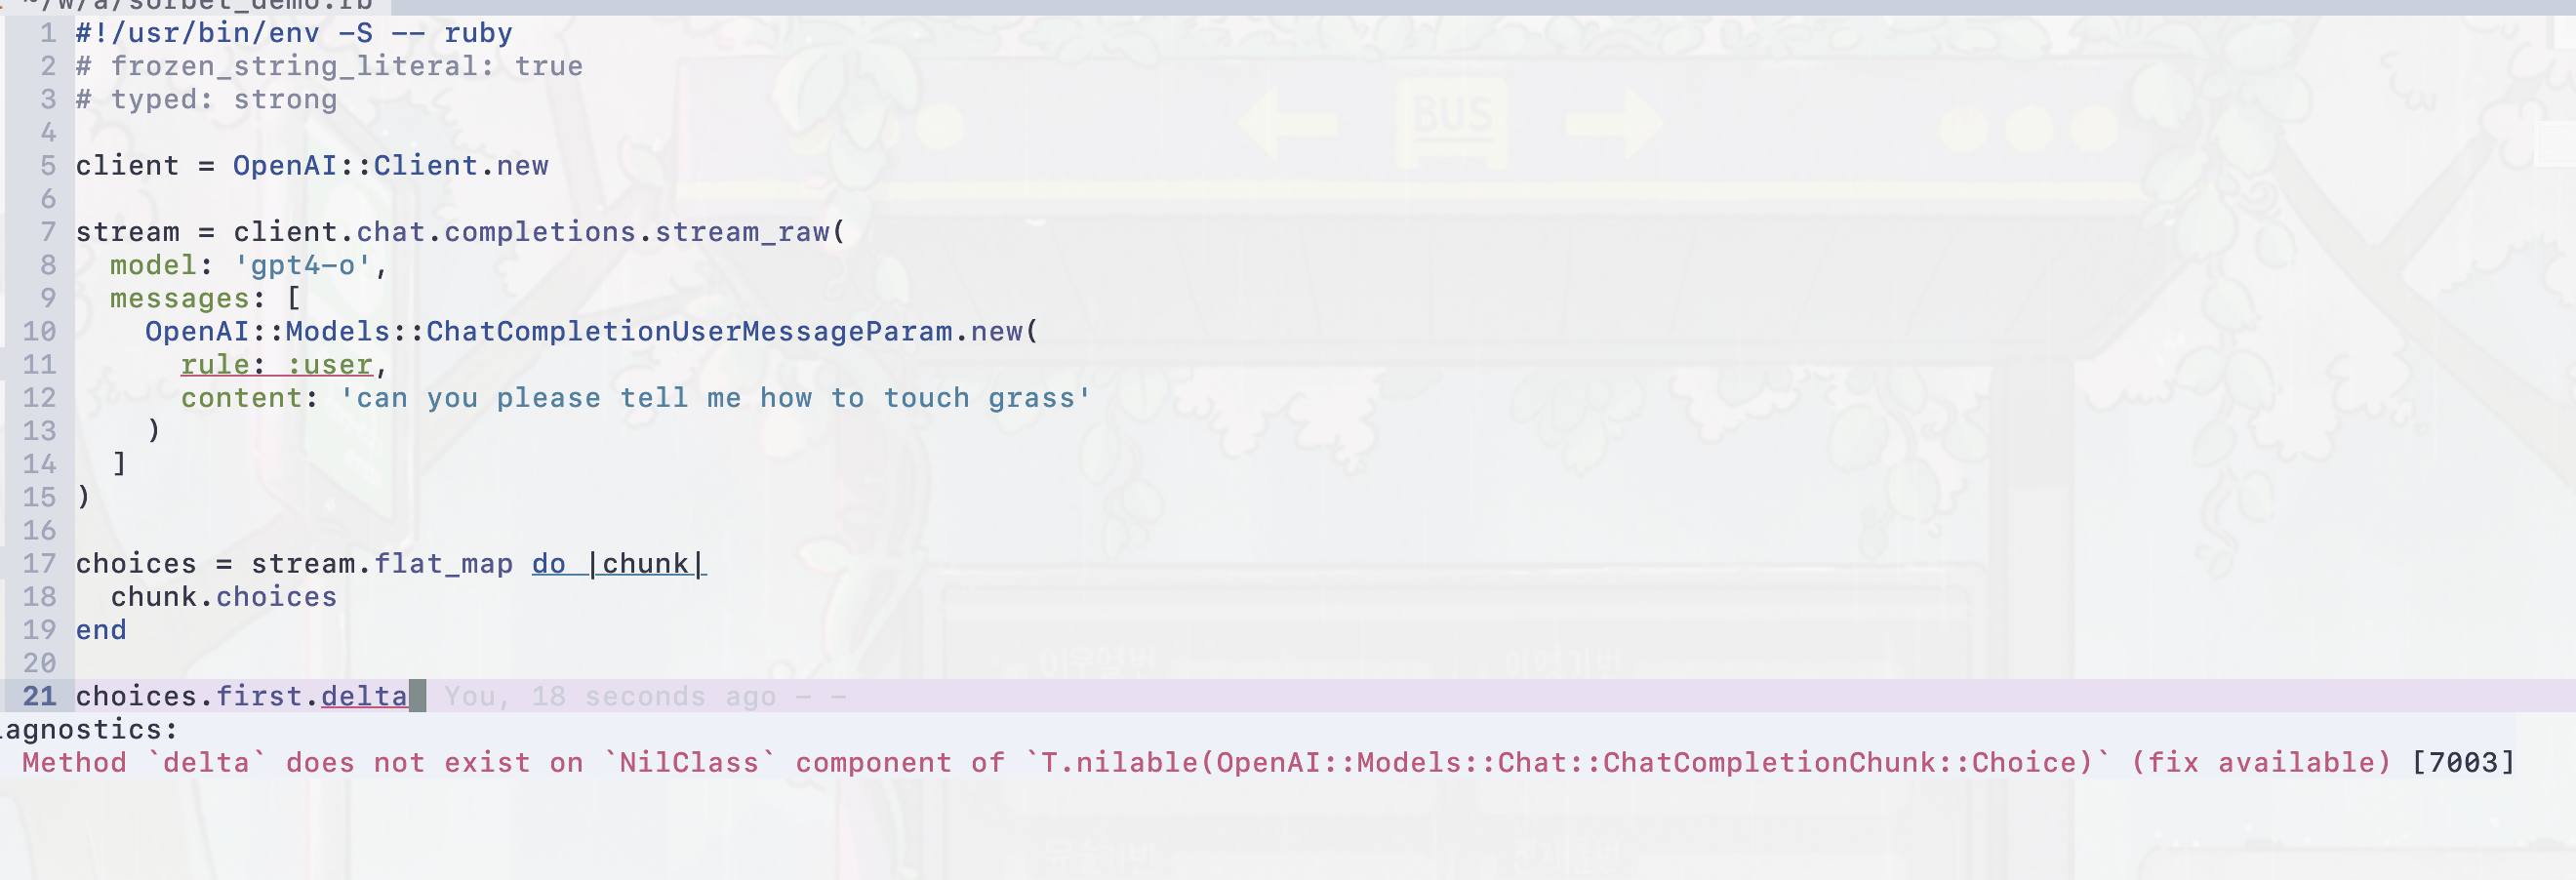 ~/w/a/sorbet_demo.rb
1 #!/usr/bin/env -S -- ruby
2 # frozen_string_literal: true
3 # typed: strong
4
5 client = OpenAI::Client.new
6
7 stream = client.chat.completions.stream_raw(
8   model: 'gpt4-o',
9   messages: [
10     OpenAI::Models::ChatCompletionUserMessageParam.new(
11       rule: :user,
12       content: 'can you please tell me how to touch grass'
13     )
14   ]
15 )
16
17 choices = stream.flat_map do |chunk|
18   chunk.choices
19 end
20
21 choices.first.delta You, 18 seconds ago - -
agnostics:
Method `delta` does not exist on `NilClass` component of `T.nilable(OpenAI::Models::Chat::ChatCompletionChunk::Choice)` (fix available) [7003]
BUS